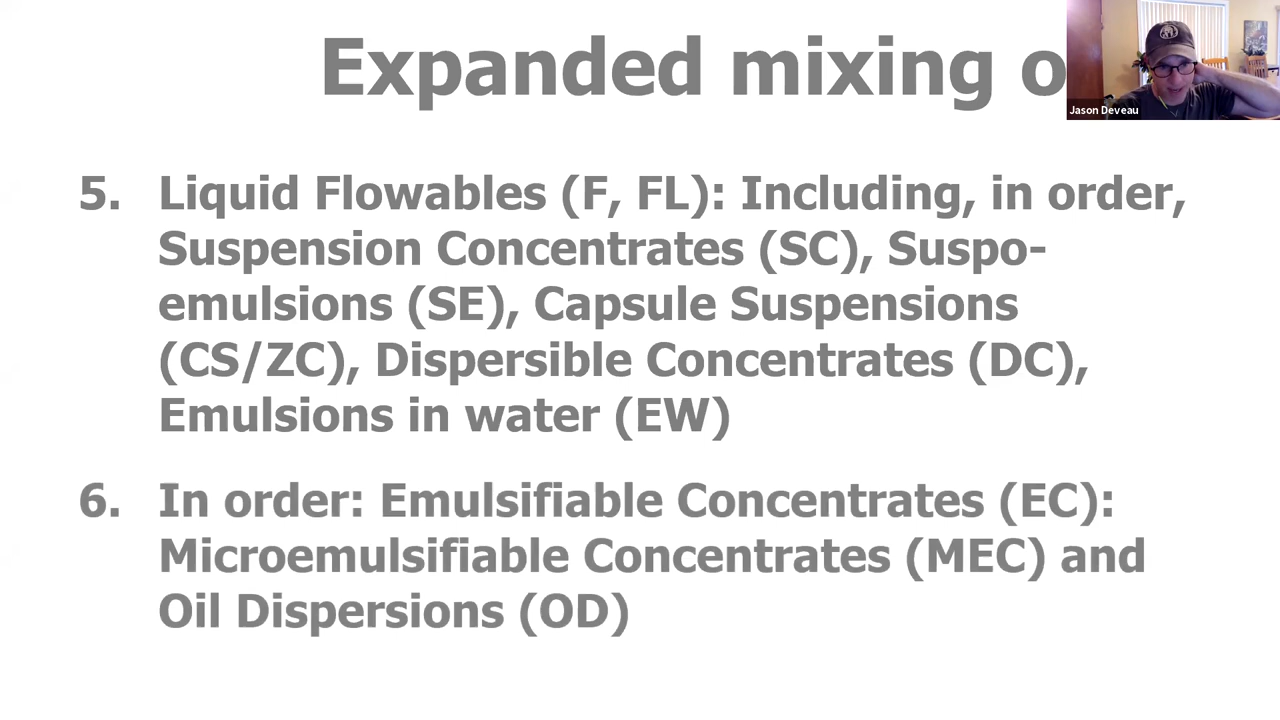 Expanded mixing o
Jason Deveau
5. Liquid Flowables (F, FL): Including, in order,
Suspension Concentrates (SC), Suspo-
emulsions (SE), Capsule Suspensions
(CS/ZC), Dispersible Concentrates (DC),
Emulsions in water (EW)
6. In order: Emulsifiable Concentrates (EC):
Microemulsifiable Concentrates (MEC) and
Oil Dispersions (OD)